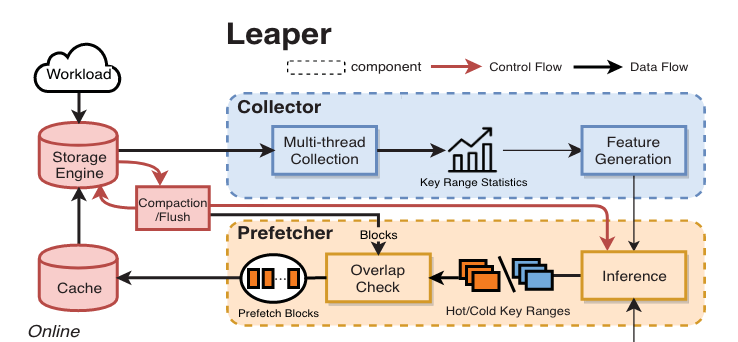 Leaper
component
Control Flow
Data Flow
Workload
Collector
Storage
Engine
Multi-thread
Collection
Key Range Statistics
Feature
Generation
Compaction
/Flush
Prefetcher
Blocks
Overlap
Check
Inference
Cache
Prefetch Blocks
Hot/Cold Key Ranges
Online